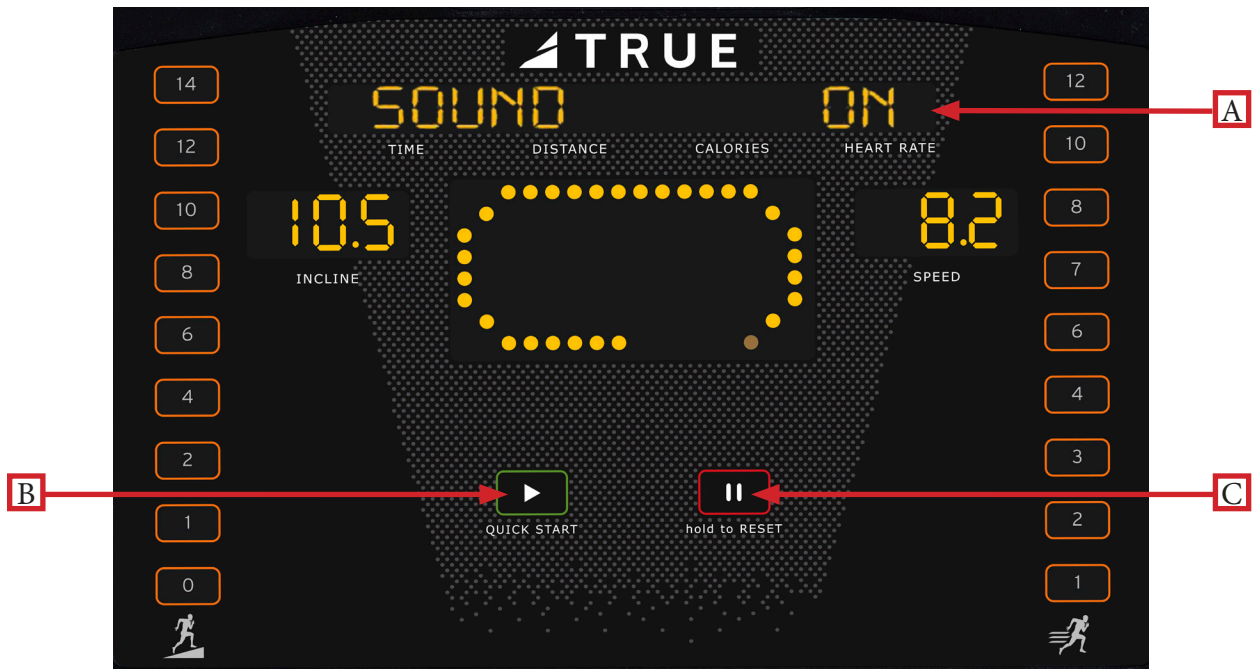 TRUE
14
SOUND ON
12
A
12
TIME DISTANCE CALORIES HEART RATE
10
10
10.5
8.2
8
INCLINE
SPEED
8
7
6
6
4
4
2
3
B
C
QUICK START
hold to RESET
1
2
0
1